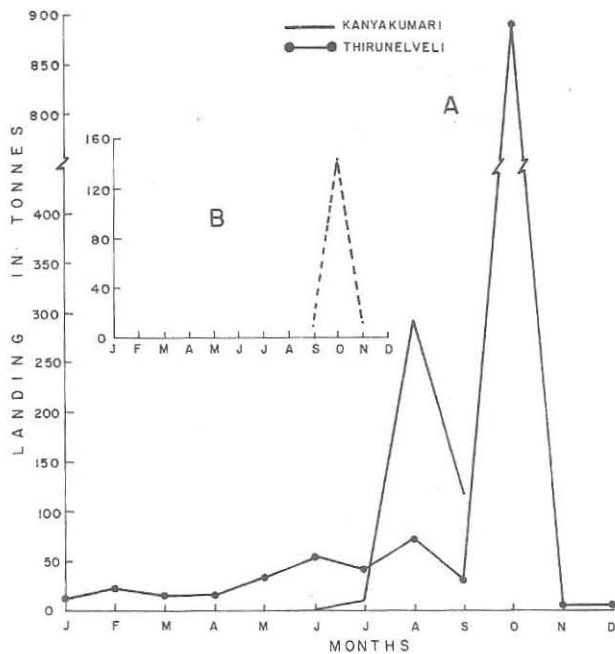 KANYAKUMARI
THIRUNELVELI
A
900
850
800
400
350
300
250
200
150
100
50
0
LANDING IN TONNES
160
120
80
40
0
B
J F M A M J J A S O N D
J F M A M J J A S O N D
MONTHS